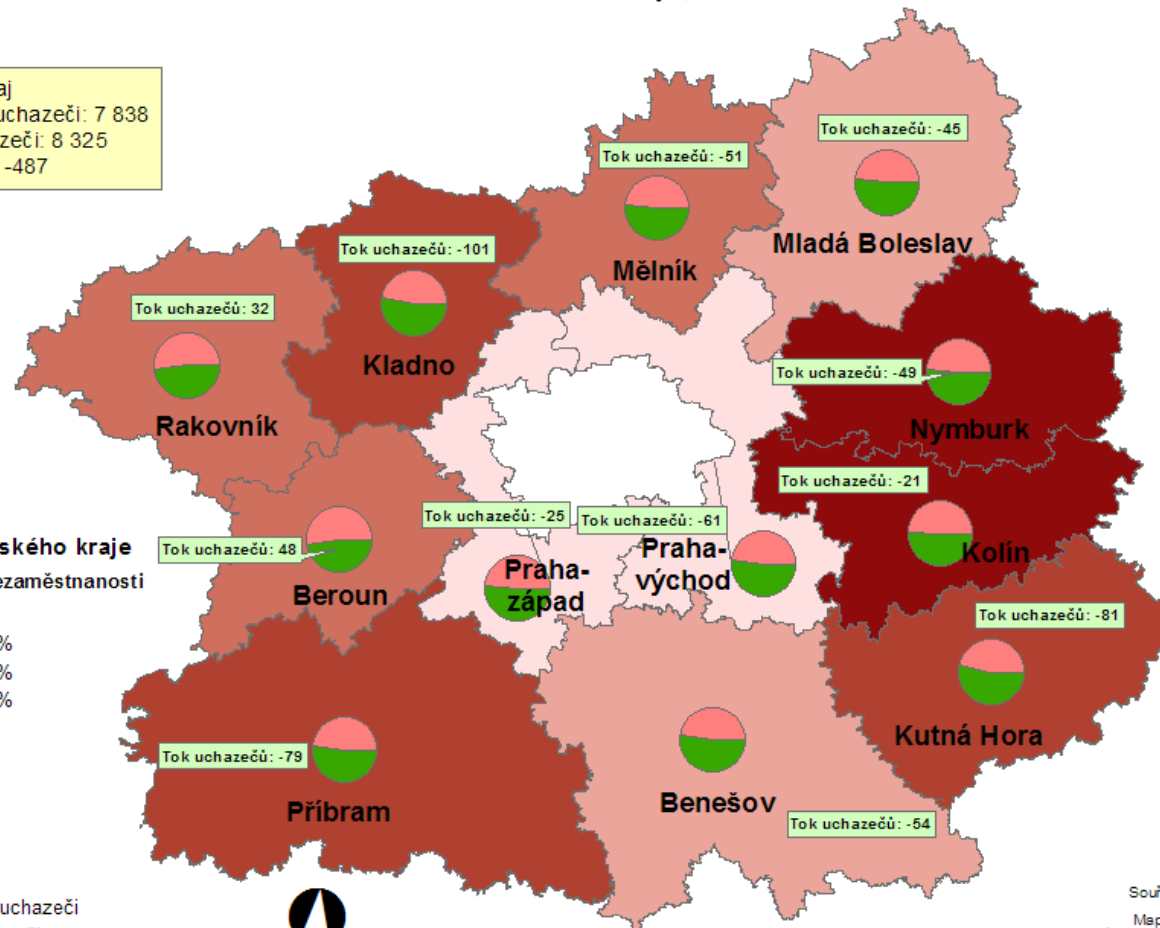 aj
uchazeči: 7 838
zeči: 8 325
-487
Tok uchazečů: -45
Mladá Boleslav
Tok uchazečů: -51
Mělník
Tok uchazečů: -101
Kladno
Tok uchazečů: 32
Rakovník
Tok uchazečů: -49
Nymburk
Tok uchazečů: -21
Kolín
Tok uchazečů: -25
Praha-
západ
Tok uchazečů: -61
Praha-
východ
ského kraje
ezaměstnanosti
%
%
%
Tok uchazečů: 48
Beroun
Tok uchazečů: -81
Kutná Hora
Tok uchazečů: -79
Příbram
Benešov
Tok uchazečů: -54
uchazeči
Souř
Map